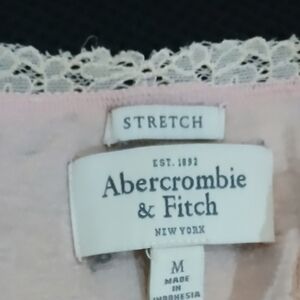 STRETCH
EST. 1892
Abercrombie
& Fitch
NEW YORK
M
MADE
IN
INDONESIA